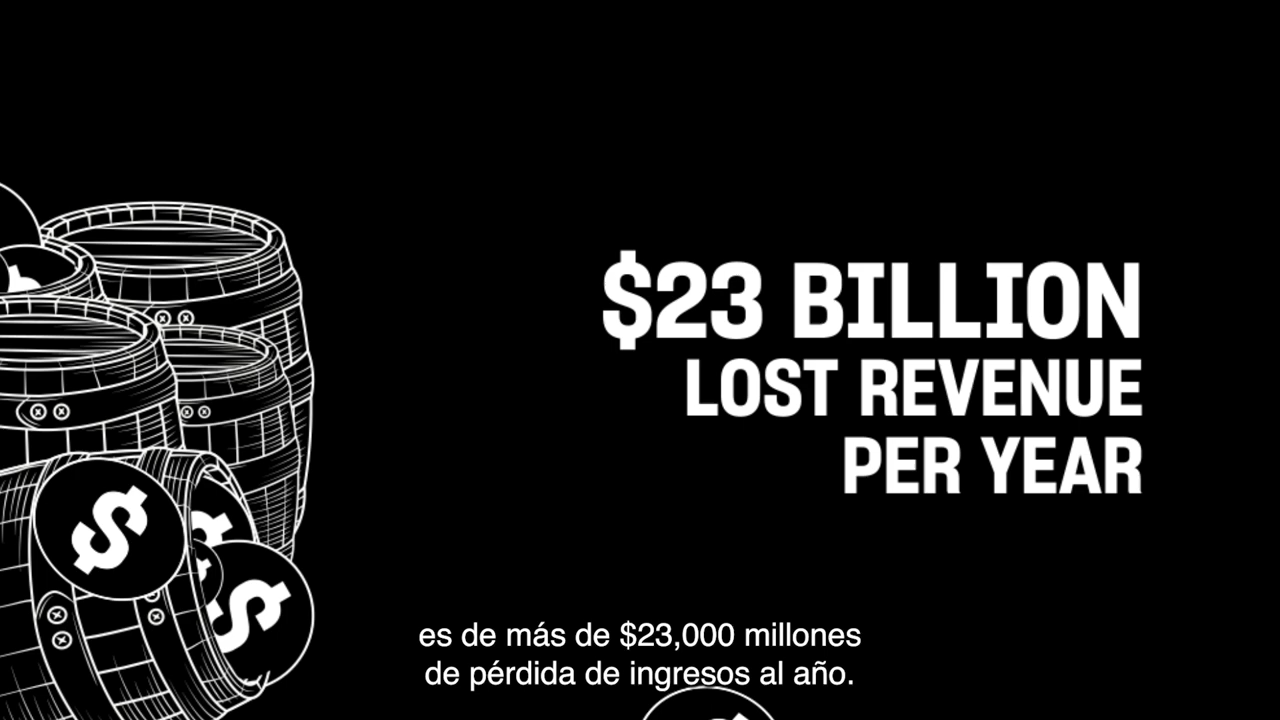 $23 BILLION
LOST REVENUE
PER YEAR
es de más de $23,000 millones
de pérdida de ingresos al año.